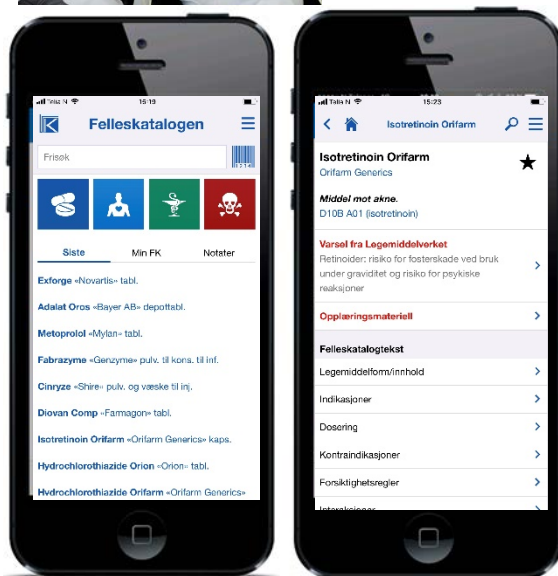 Telia N 15:19
Felleskatalogen
Frisøk
Siste Min FK Notater
Exforge «Novartis» tabl.
Adalat Oros «Bayer AB» depottabl.
Metoprolol «Mylan» tabl.
Fabrazyme «Genzyme» pulv. til kons. til inf.
Cinryze «Shire» pulv. og væske til inj.
Diovan Comp «Farmagon» tabl.
Isotretinoin Orifarm «Orifarm Generics» kaps.
Hydrochlorothiazide Orion «Orion» tabl.
Hydrochlorothiazide Orifarm «Orifarm Generics»
Telia N 15:23
Isotretinoin Orifarm
Isotretinoin Orifarm
Orifarm Generics
Middel mot akne.
D10B A01 (isotretinoin)
Varsel fra Legemiddelverket
Retinoider: risiko for fosterskade ved bruk
under graviditet og risiko for psykiske
reaksjoner
Opplæringsmateriell
Felleskatalogtekst
Legemiddelform/innhold
Indikasjoner
Dosering
Kontraindikasjoner
Forsiktighetsregler
Interaksjoner